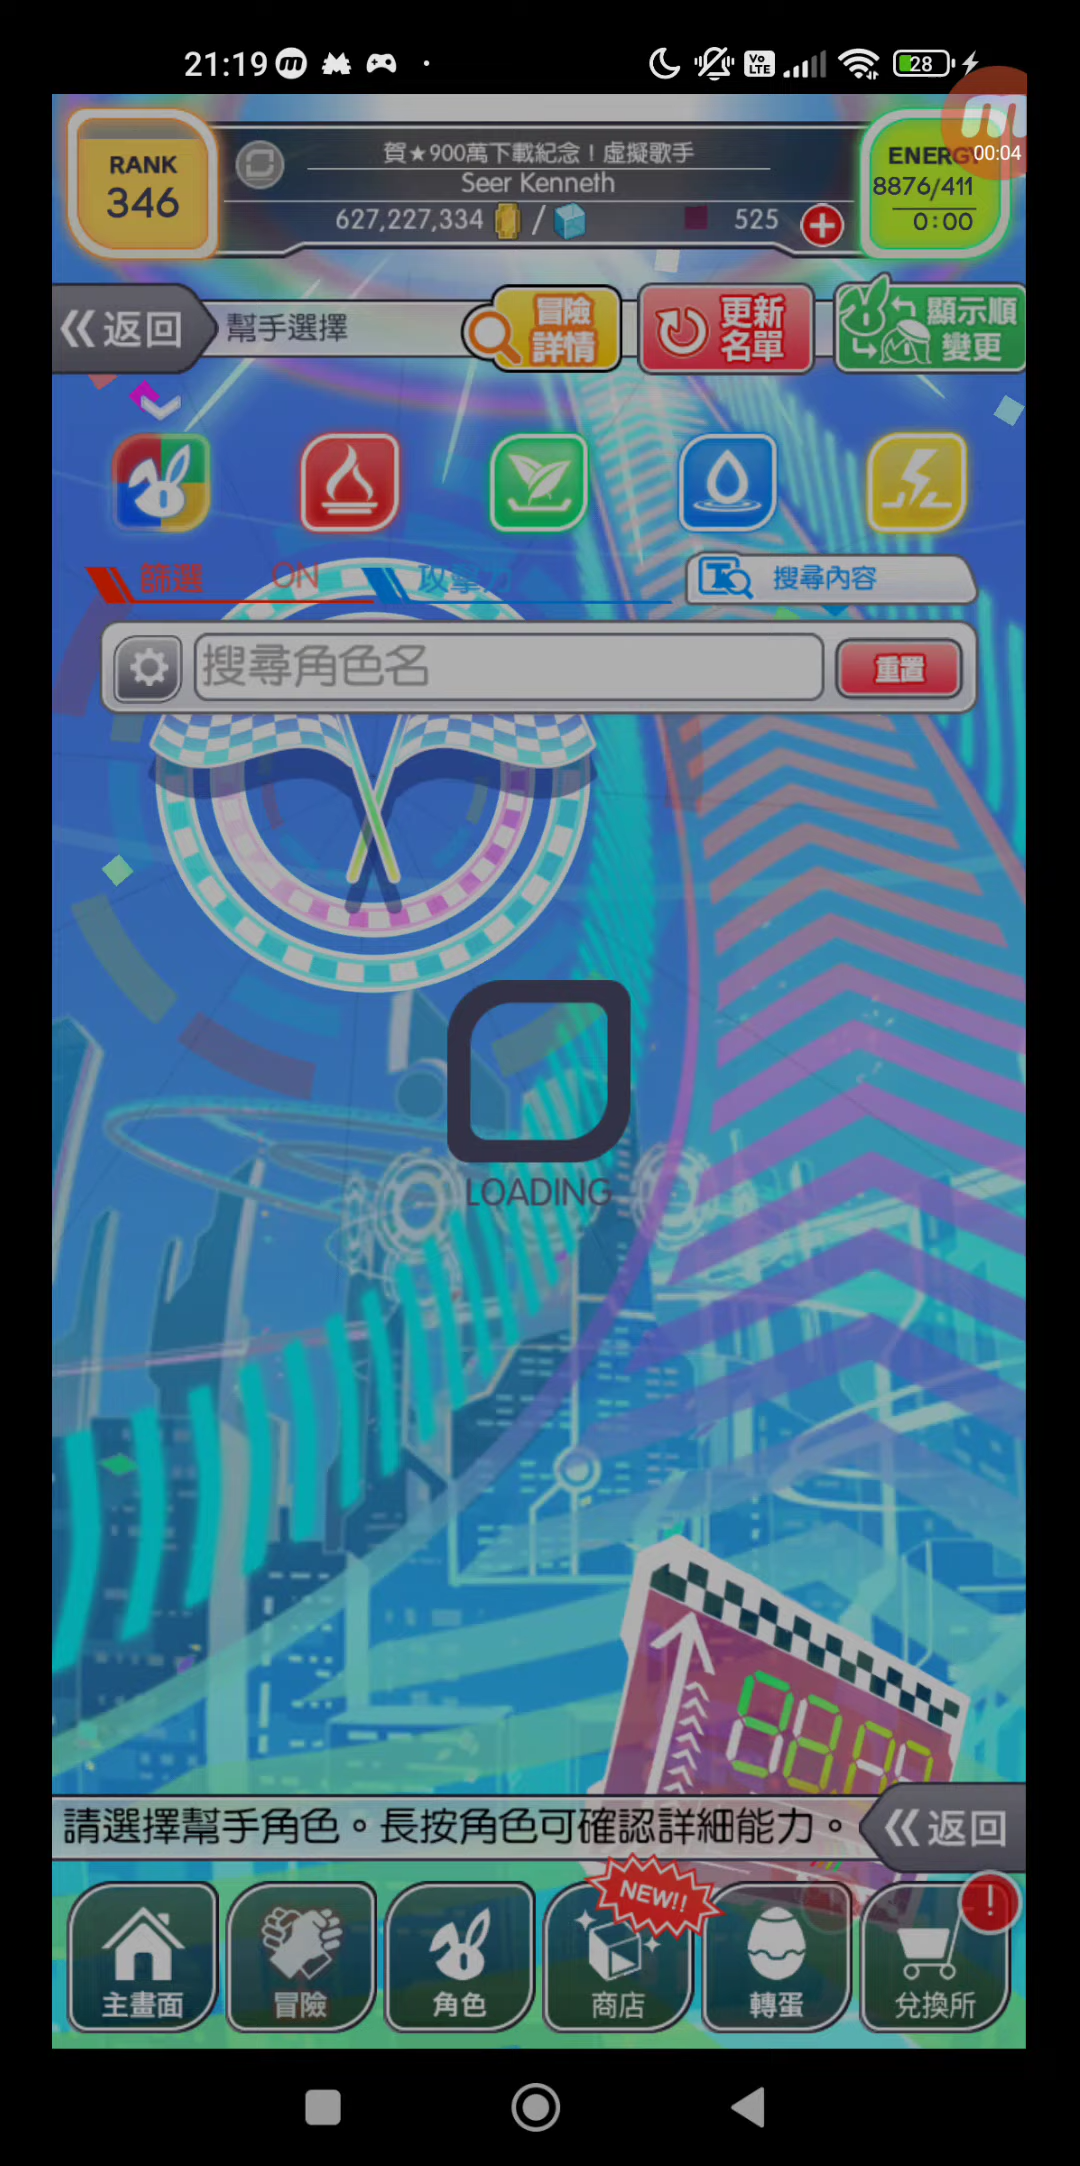 21:19
Vo LTE
28
00:04
RANK
346
賀★900萬下載紀念！虛擬歌手
Seer Kenneth
627,227,334 /
525
ENERGY
8876/411
0:00
返回
幫手選擇
冒險詳情
更新名單
顯示順變更
篩選 ON
攻擊力
搜尋內容
搜尋角色名
重置
LOADING
請選擇幫手角色。長按角色可確認詳細能力。
返回
NEW!!
主畫面
冒險
角色
商店
轉蛋
兌換所